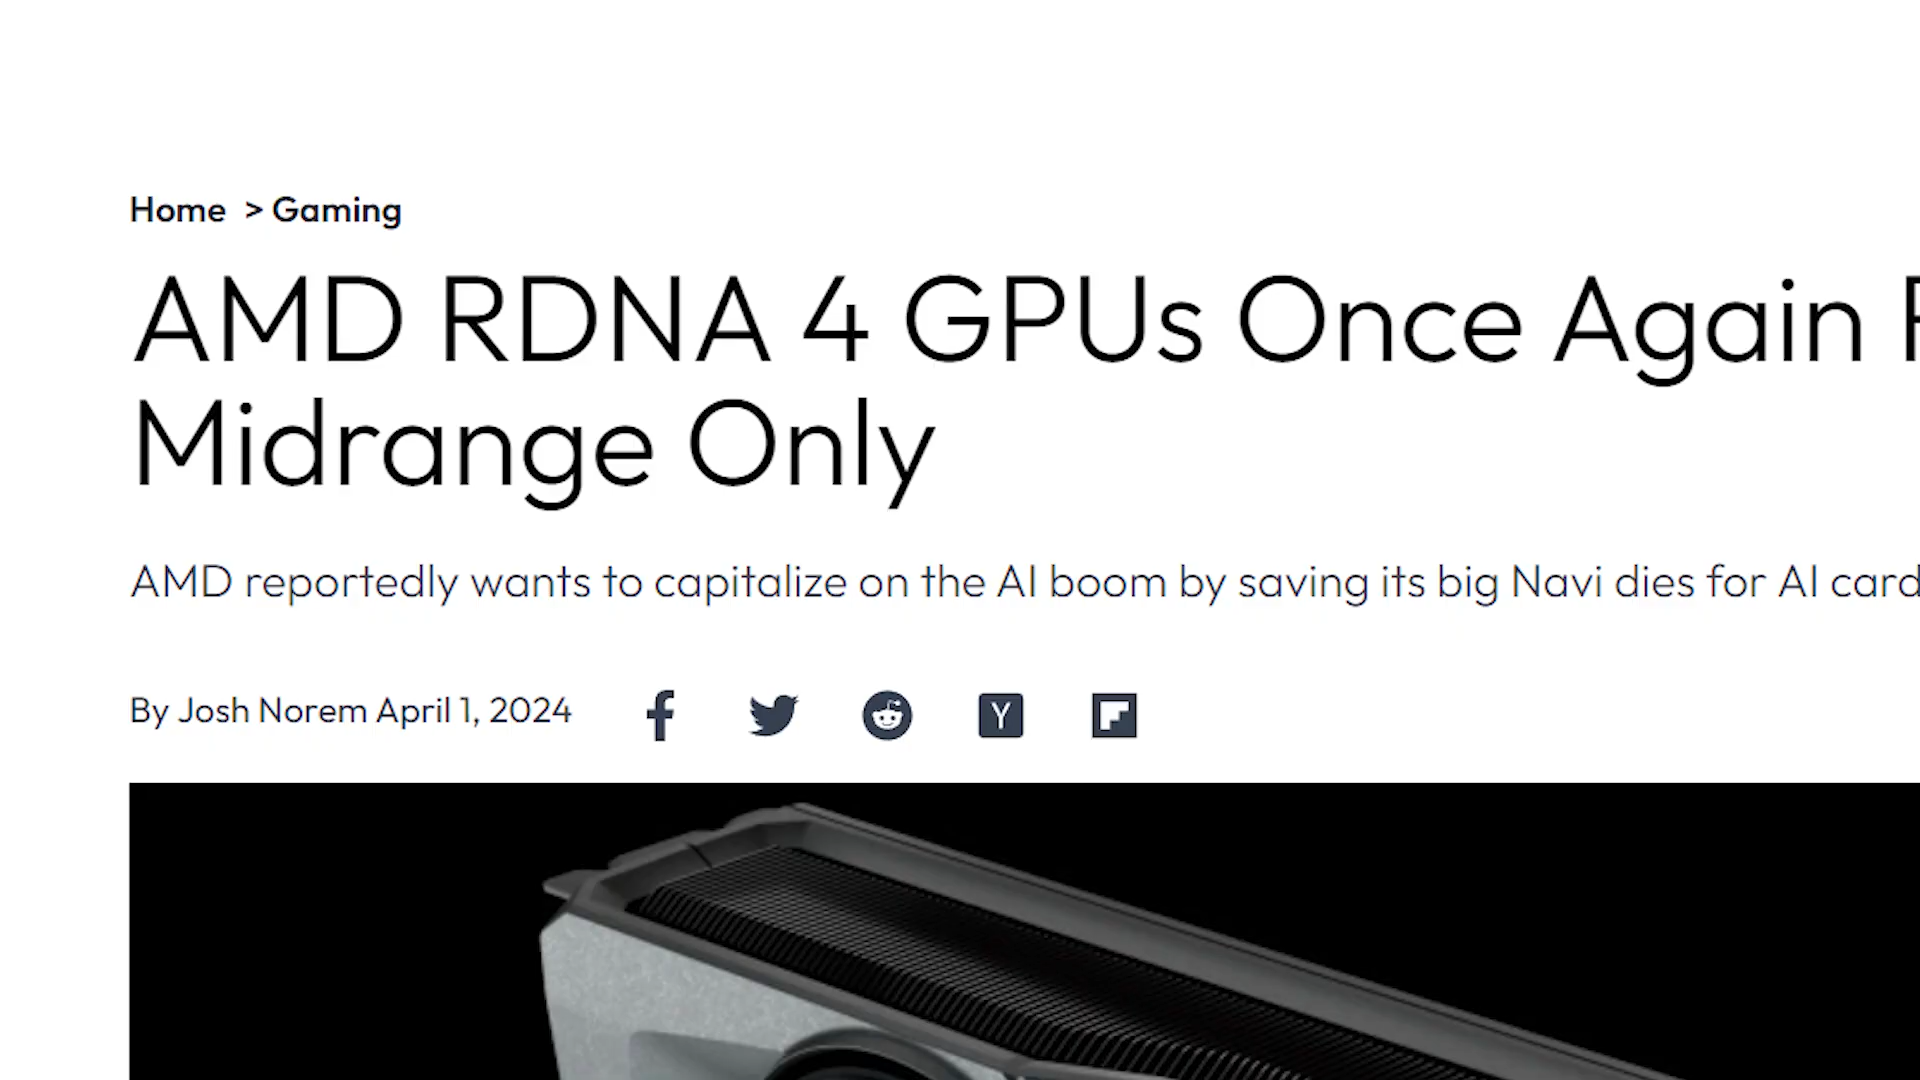 Home > Gaming
AMD RDNA 4 GPUs Once Again
Midrange Only
AMD reportedly wants to capitalize on the AI boom by saving its big Navi dies for AI card
By Josh Norem April 1, 2024